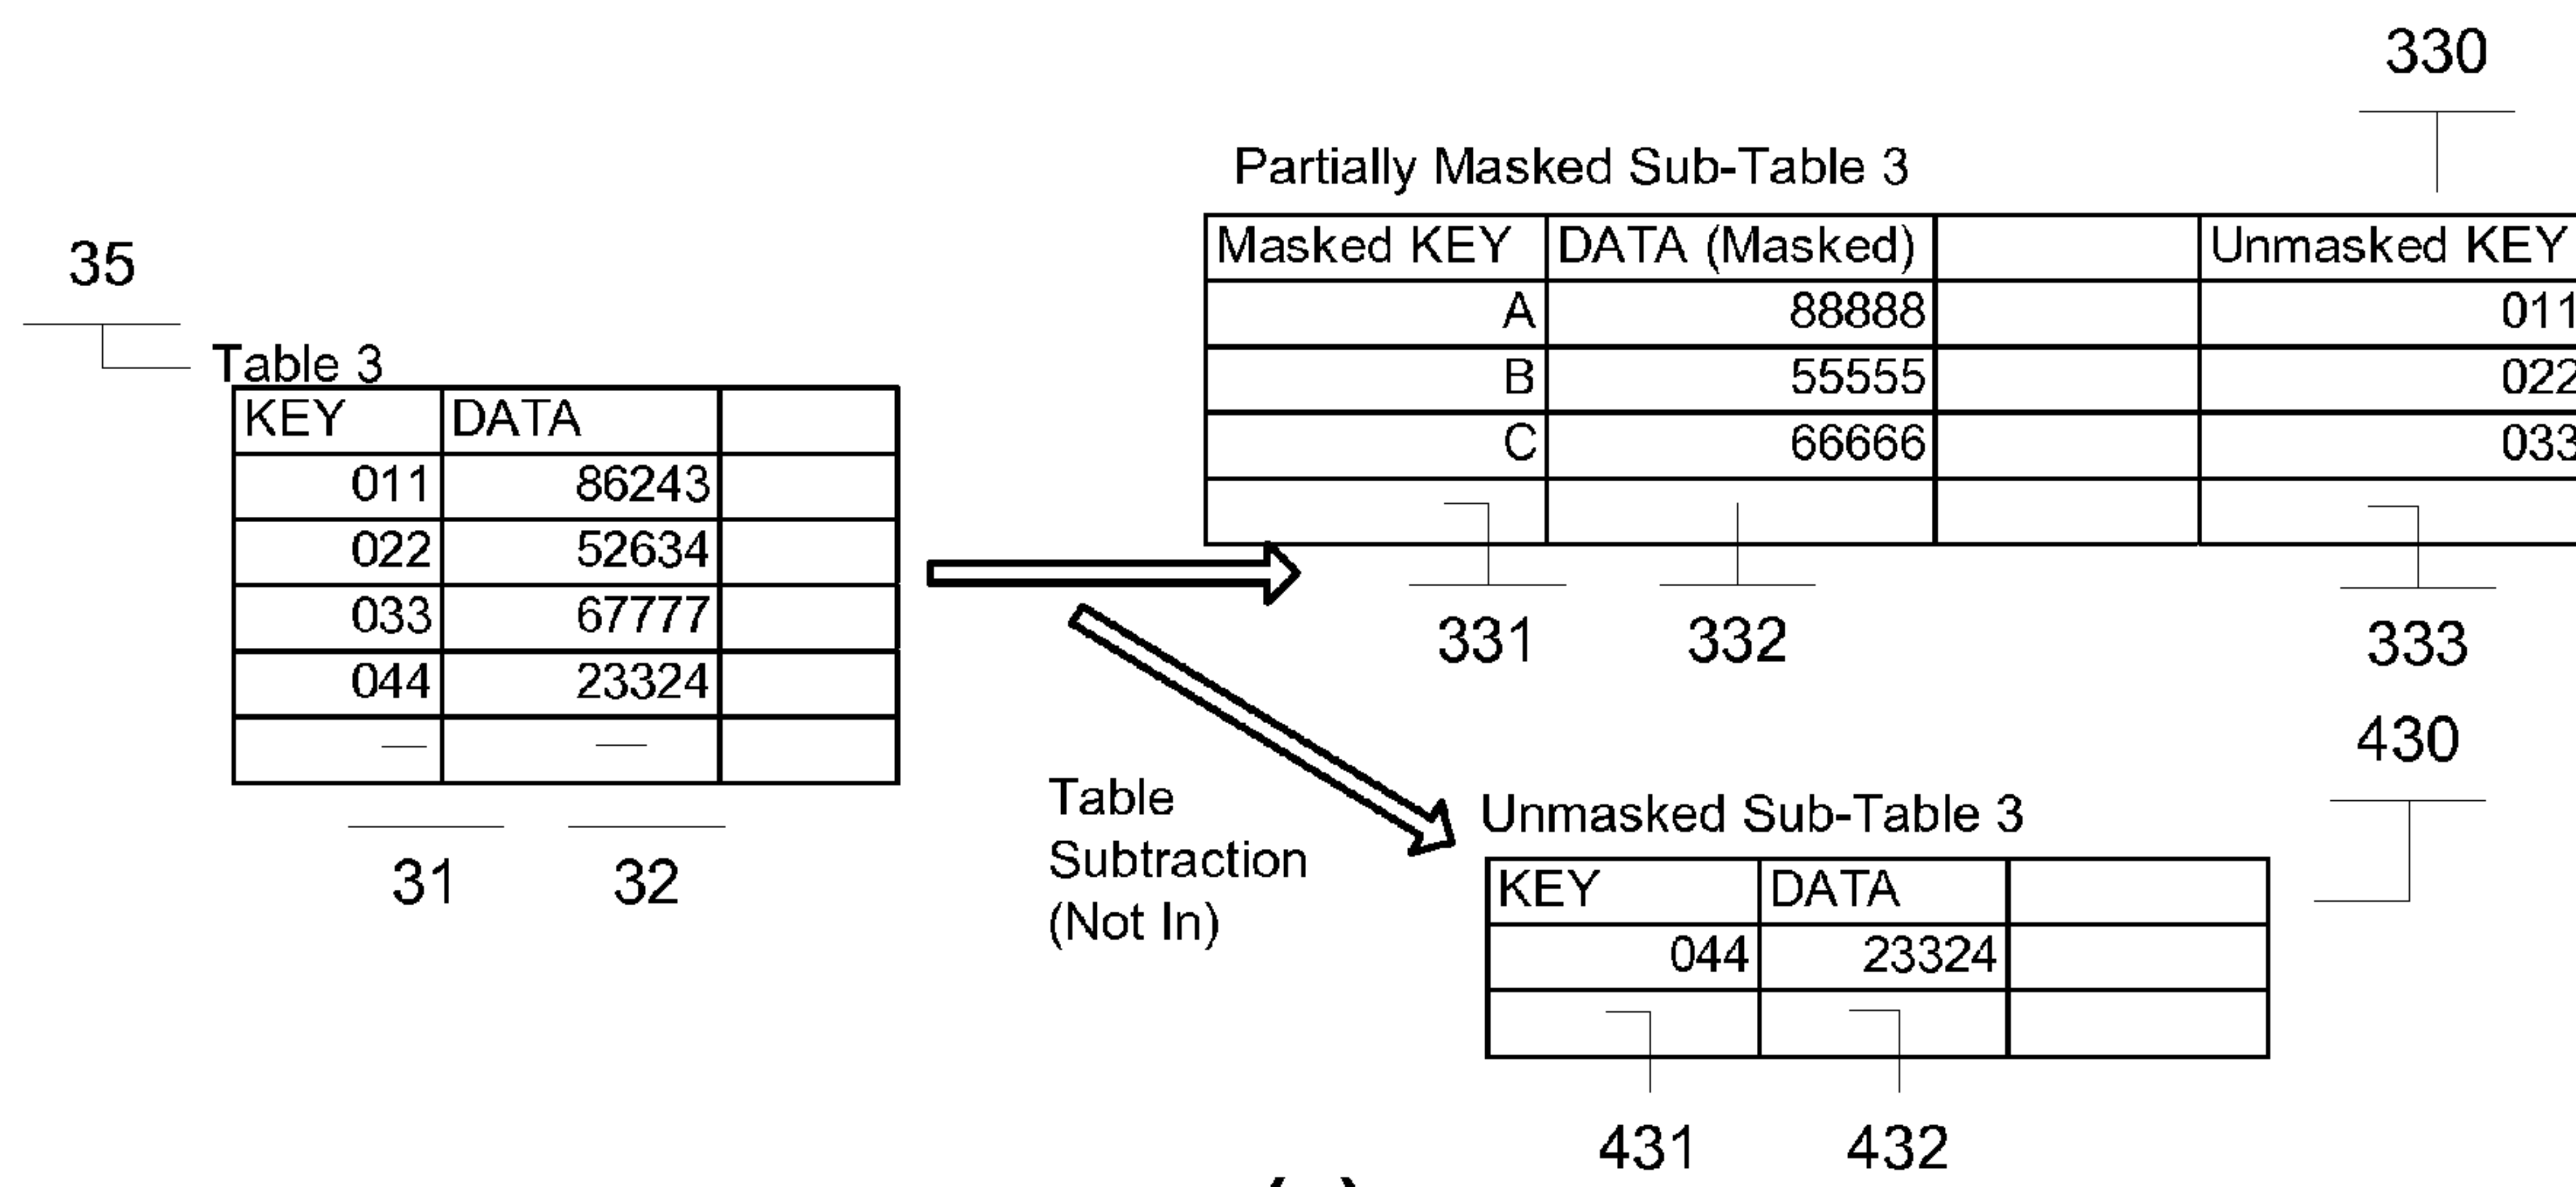 330
Partially Masked Sub-Table 3
Masked KEY DATA (Masked) Unmasked KEY
A 88888 011
B 55555 022
C 66666 033
331 332 333
35
Table 3
KEY DATA
011 86243
022 52634
033 67777
044 23324
31 32
Table
Subtraction
(Not In)
430
Unmasked Sub-Table 3
KEY DATA
044 23324
431 432